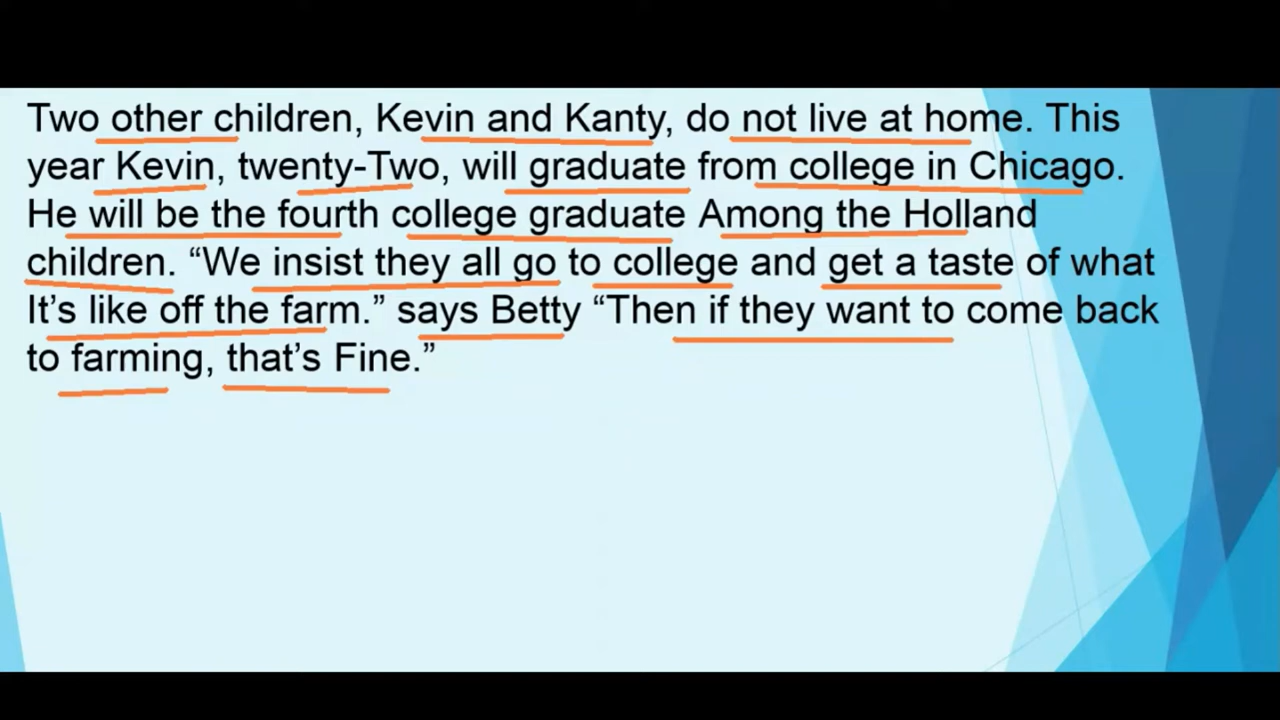 Two other children, Kevin and Kanty, do not live at home. This
year Kevin, twenty-Two, will graduate from college in Chicago.
He will be the fourth college graduate Among the Holland
children. “We insist they all go to college and get a taste of what
It’s like off the farm.” says Betty “Then if they want to come back
to farming, that’s Fine.”